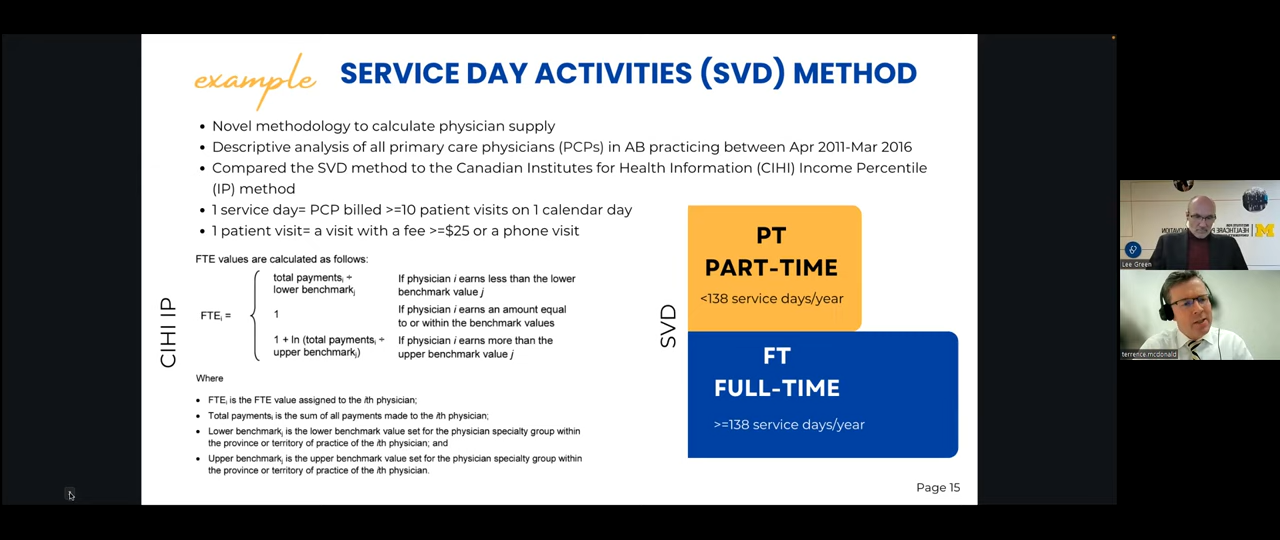 example
SERVICE DAY ACTIVITIES (SVD) METHOD
• Novel methodology to calculate physician supply
• Descriptive analysis of all primary care physicians (PCPs) in AB practicing between Apr 2011-Mar 2016
• Compared the SVD method to the Canadian Institutes for Health Information (CIHI) Income Percentile
(IP) method
• 1 service day= PCP billed >=10 patient visits on 1 calendar day
• 1 patient visit= a visit with a fee >=$25 or a phone visit
CIHI IP
FTE values are calculated as follows:
FTEᵢ =
total paymentsᵢ ÷
lower benchmarkⱼ
If physician i earns less than the lower
benchmark value j
1
If physician i earns an amount equal
to or within the benchmark values
1 + ln (total paymentsᵢ ÷
upper benchmarkⱼ)
If physician i earns more than the
upper benchmark value j
Where
• FTEᵢ is the FTE value assigned to the ith physician;
• Total paymentsᵢ is the sum of all payments made to the ith physician;
• Lower benchmarkⱼ is the lower benchmark value set for the physician specialty group within
the province or territory of practice of the ith physician; and
• Upper benchmarkⱼ is the upper benchmark value set for the physician specialty group within
the province or territory of practice of the ith physician.
SVD
PT
PART-TIME
<138 service days/year
FT
FULL-TIME
>=138 service days/year
Page 15
M
Lee Green
terrence.mcdonald